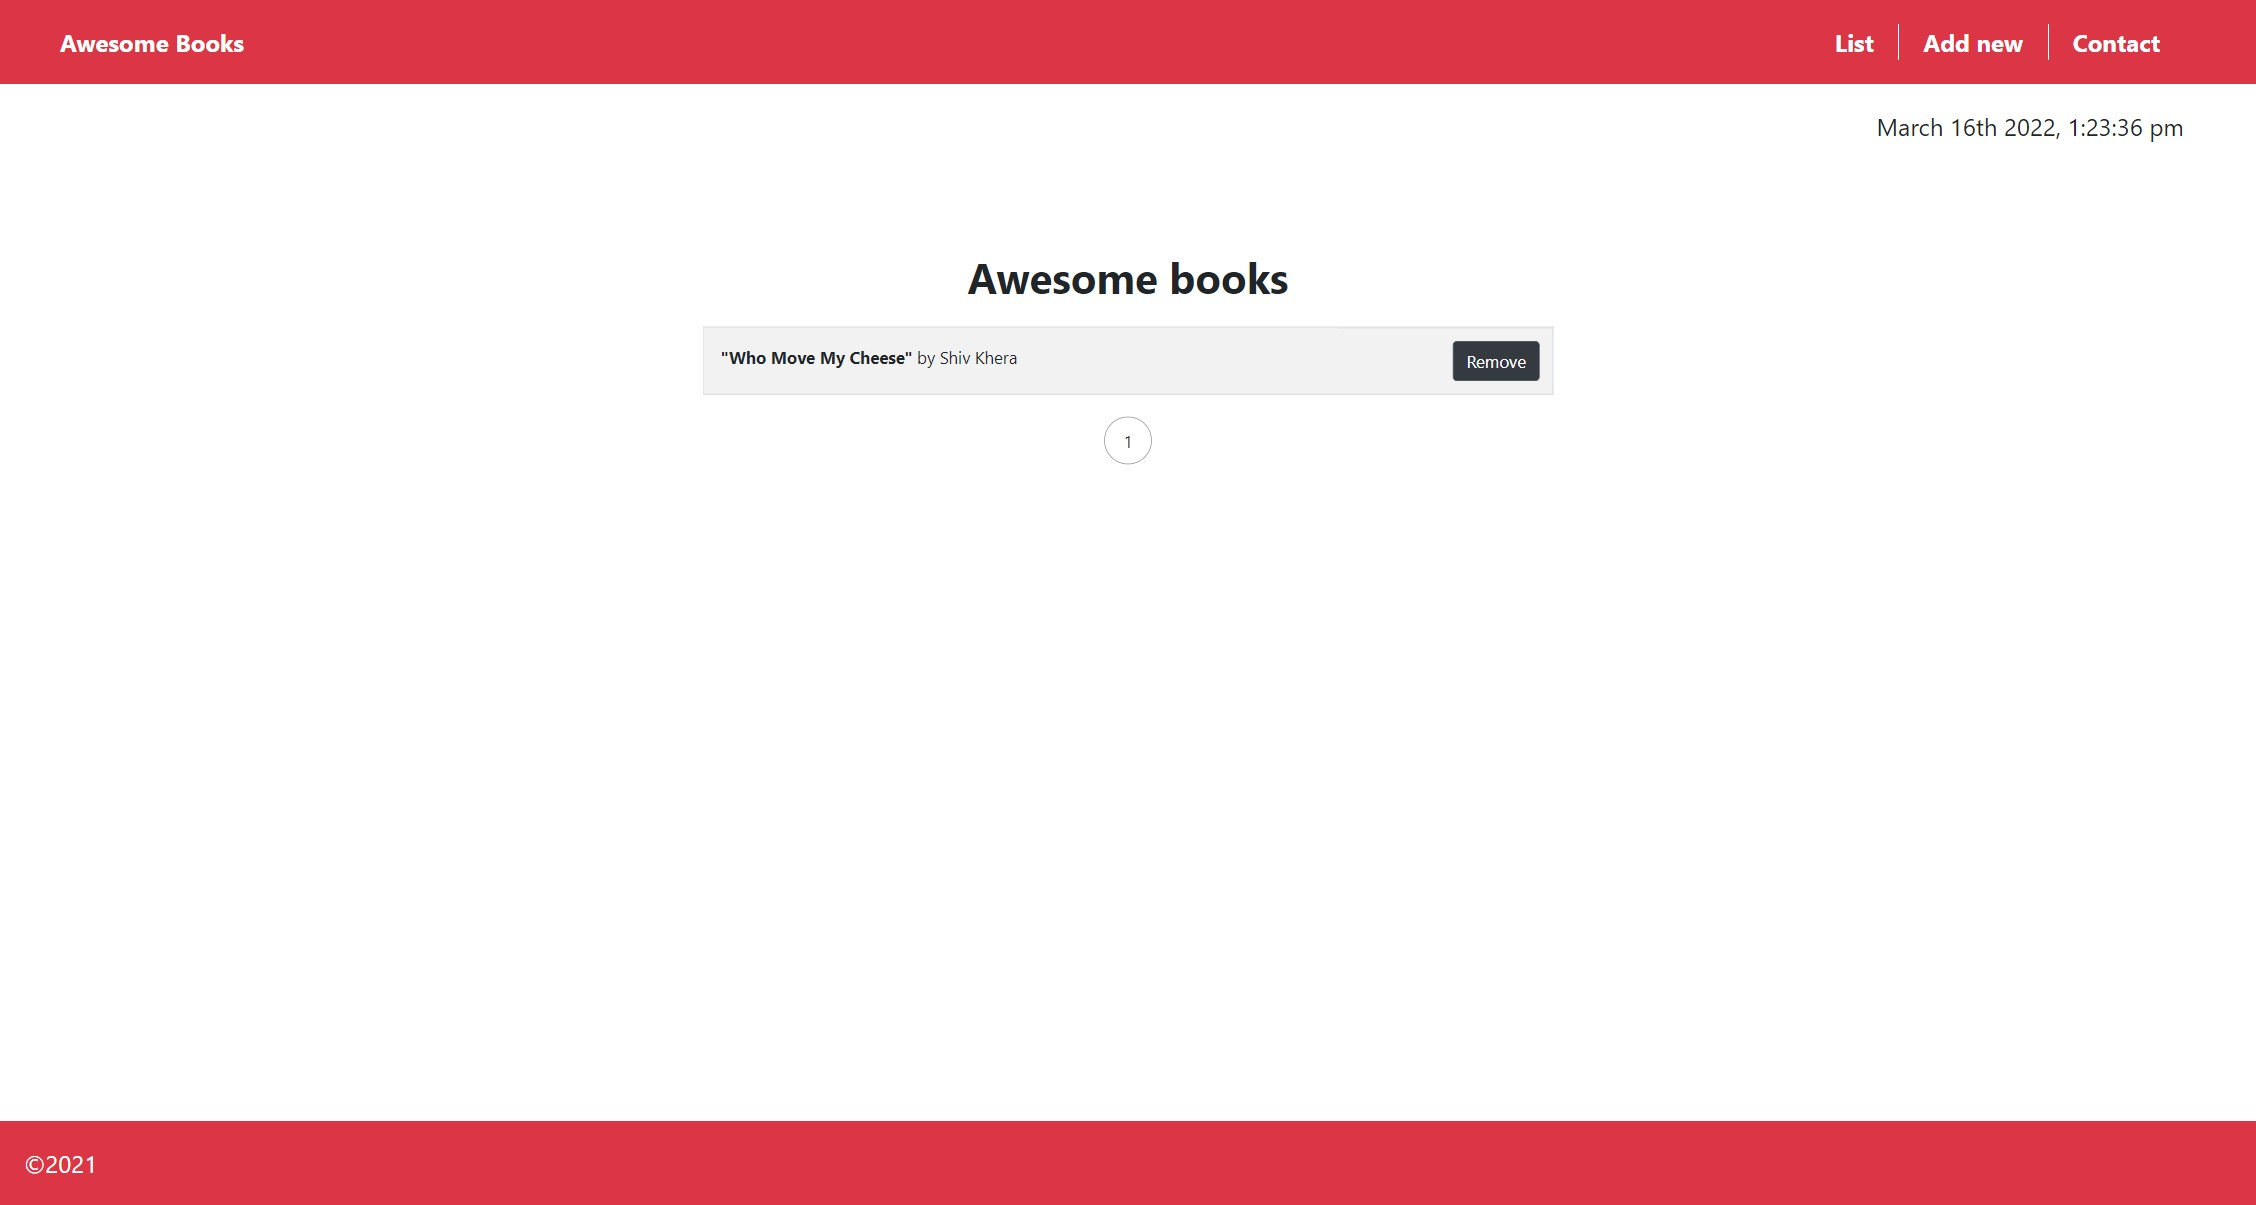 Awesome Books
List
Add new
Contact
March 16th 2022, 1:23:36 pm
Awesome books
"Who Move My Cheese" by Shiv Khera
Remove
1
©2021